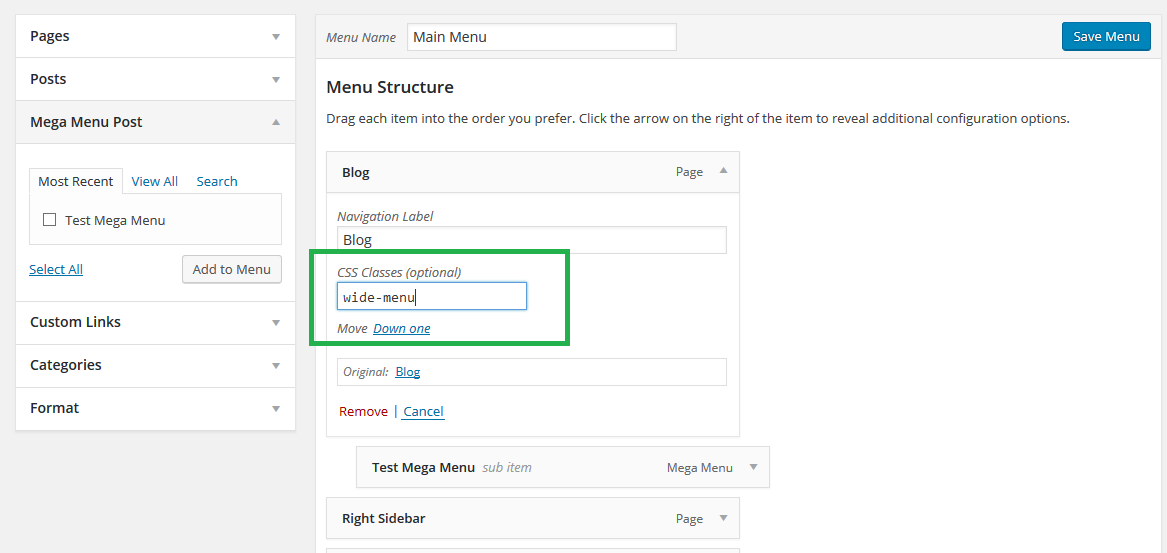 Pages
Posts
Mega Menu Post
Most Recent View All Search
Test Mega Menu
Select All Add to Menu
Custom Links
Categories
Format
Menu Name Main Menu Save Menu
Menu Structure
Drag each item into the order you prefer. Click the arrow on the right of the item to reveal additional configuration options.
Blog Page
Navigation Label
Blog
CSS Classes (optional)
wide-menu
Move Down one
Original: Blog
Remove | Cancel
Test Mega Menu sub item Mega Menu
Right Sidebar Page